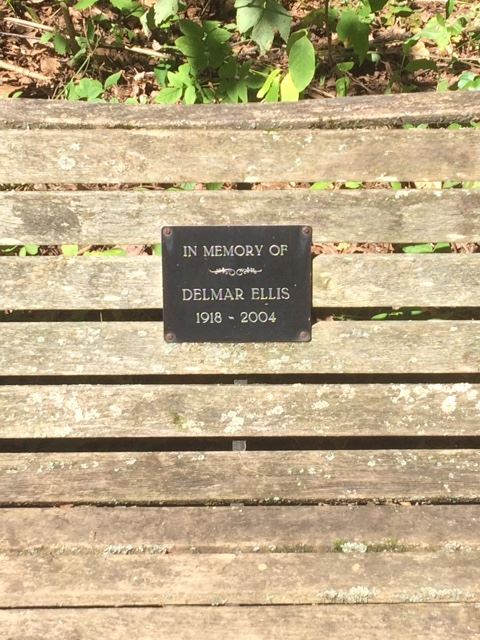 IN MEMORY OF
DELMAR ELLIS
1918 - 2004